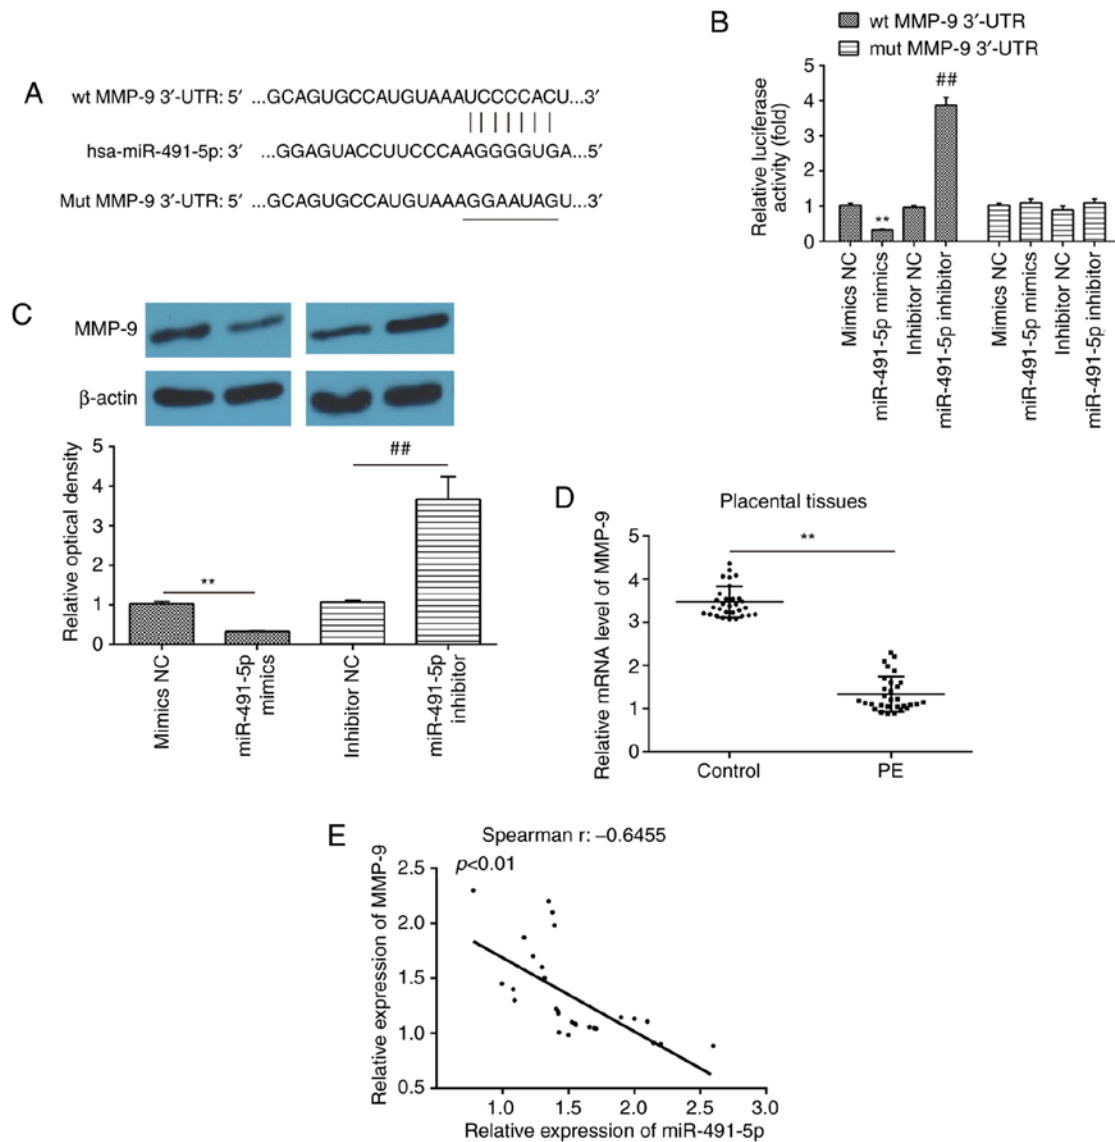 A
wt MMP-9 3′-UTR: 5′ ...GCAGUGCCAUGUAAAUCCCCACU...3′
hsa-miR-491-5p: 3′ ...GGAGUACCUUCCCAAGGGGUGA...5′
Mut MMP-9 3′-UTR: 5′ ...GCAGUGCCAUGUAAAGGAAUAGU...3′
B
wt MMP-9 3′-UTR
mut MMP-9 3′-UTR
Relative luciferase
activity (fold)
5
4
3
2
1
0
**
##
Mimics NC
miR-491-5p mimics
Inhibitor NC
miR-491-5p inhibitor
Mimics NC
miR-491-5p mimics
Inhibitor NC
miR-491-5p inhibitor
C
MMP-9
β-actin
Relative optical density
5
4
3
2
1
0
**
##
Mimics NC
miR-491-5p
mimics
Inhibitor NC
miR-491-5p
inhibitor
D
Placental tissues
Relative mRNA level of MMP-9
5
4
3
2
1
0
**
Control
PE
E
Spearman r: –0.6455
p<0.01
Relative expression of MMP-9
2.5
2.0
1.5
1.0
0.5
1.0
1.5
2.0
2.5
3.0
Relative expression of miR-491-5p